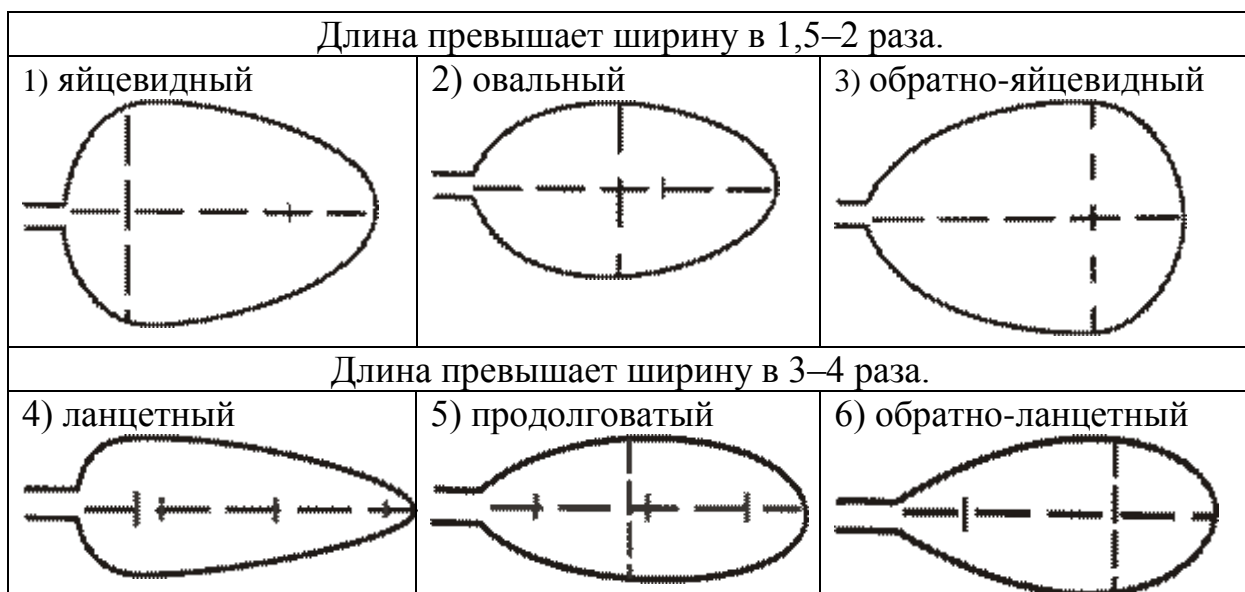 Длина превышает ширину в 1,5–2 раза.
1) яйцевидный
2) овальный
3) обратно-яйцевидный
Длина превышает ширину в 3–4 раза.
4) ланцетный
5) продолговатый
6) обратно-ланцетный